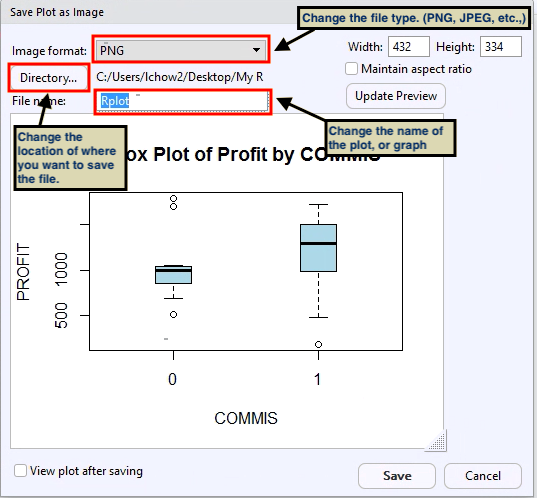 Save Plot as Image
Change the file type. (PNG, JPEG, etc.,)
Image format:
PNG
Width:
432
Height:
334
Directory...
C:/Users/lchow2/Desktop/My R
Maintain aspect ratio
File name:
Rplot
Update Preview
Change the
location of where
you want to save
the file.
Change the name of
the plot, or graph
ox Plot of Profit by COMMIS
PROFIT
1000
500
0
1
COMMIS
View plot after saving
Save
Cancel